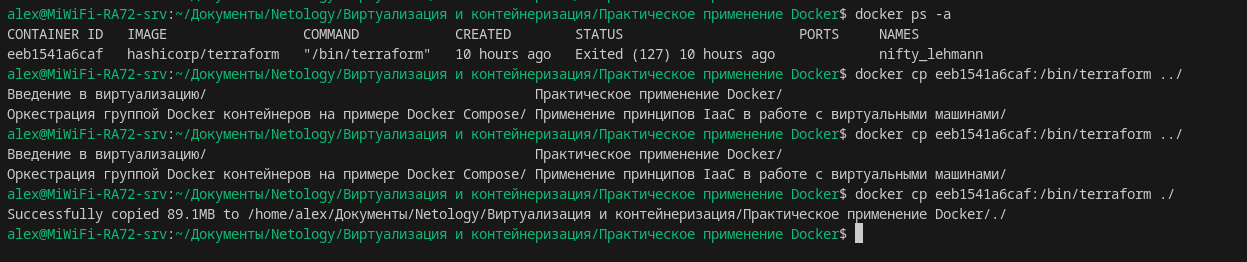 alex@MiWiFi-RA72-srv:~/Документы/Netology/Виртуализация и контейнеризация/Практическое применение Docker$ docker ps -a
CONTAINER ID   IMAGE                 COMMAND            CREATED        STATUS                      PORTS     NAMES
eeb1541a6caf   hashicorp/terraform   "/bin/terraform"   10 hours ago   Exited (127) 10 hours ago             nifty_lehmann
alex@MiWiFi-RA72-srv:~/Документы/Netology/Виртуализация и контейнеризация/Практическое применение Docker$ docker cp eeb1541a6caf:/bin/terraform ../
Введение в виртуализацию/                                         Практическое применение Docker/
Оркестрация группой Docker контейнеров на примере Docker Compose/ Применение принципов IaaC в работе с виртуальными машинами/
alex@MiWiFi-RA72-srv:~/Документы/Netology/Виртуализация и контейнеризация/Практическое применение Docker$ docker cp eeb1541a6caf:/bin/terraform ../
Введение в виртуализацию/                                         Практическое применение Docker/
Оркестрация группой Docker контейнеров на примере Docker Compose/ Применение принципов IaaC в работе с виртуальными машинами/
alex@MiWiFi-RA72-srv:~/Документы/Netology/Виртуализация и контейнеризация/Практическое применение Docker$ docker cp eeb1541a6caf:/bin/terraform ./
Successfully copied 89.1MB to /home/alex/Документы/Netology/Виртуализация и контейнеризация/Практическое применение Docker/./
alex@MiWiFi-RA72-srv:~/Документы/Netology/Виртуализация и контейнеризация/Практическое применение Docker$